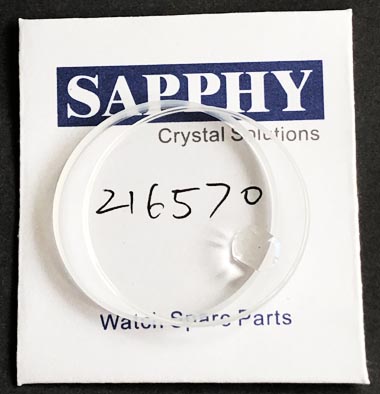 SAPPHY
Crystal Solutions
216570
Watch Spare Parts